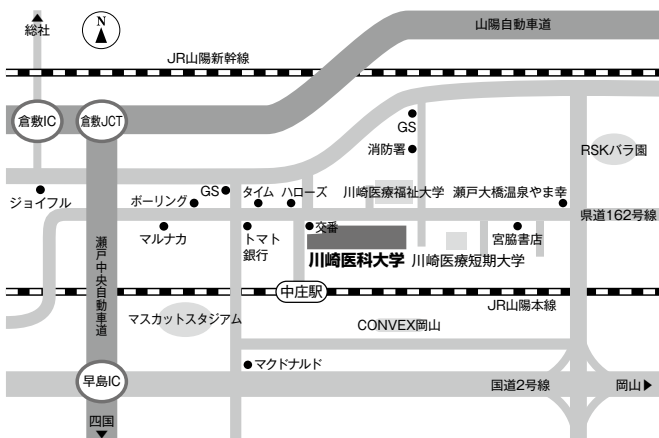 総社
N
山陽自動車道
JR山陽新幹線
倉敷IC
倉敷JCT
GS
消防署
RSKバラ園
ジョイフル
ボーリング
GS
タイム
ハローズ
川崎医療福祉大学
瀬戸大橋温泉やま幸
県道162号線
マルナカ
トマト
銀行
交番
宮脇書店
川崎医科大学
川崎医療短期大学
瀬戸中央自動車道
中庄駅
JR山陽本線
マスカットスタジアム
CONVEX岡山
マクドナルド
早島IC
国道2号線
岡山
四国